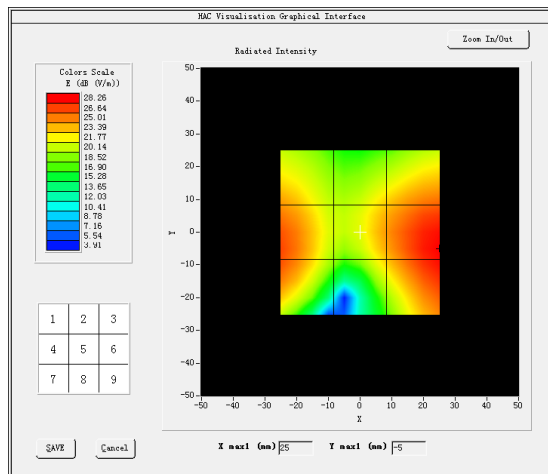 HAC Visualisation Graphical Interface
Zoom In/Out
Radiated Intensity
Colors Scale
E (dB (V/m))
28.26
26.64
25.01
23.39
21.77
20.14
18.52
16.90
15.28
13.65
12.03
10.41
8.78
7.16
5.54
3.91
1 2 3
4 5 6
7 8 9
50
40
30
20
10
0
-10
-20
-30
-40
-50
Y
-50 -40 -30 -20 -10 0 10 20 30 40 50
X
SAVE Cancel
X max1 (mm) 25 Y max1 (mm) -5